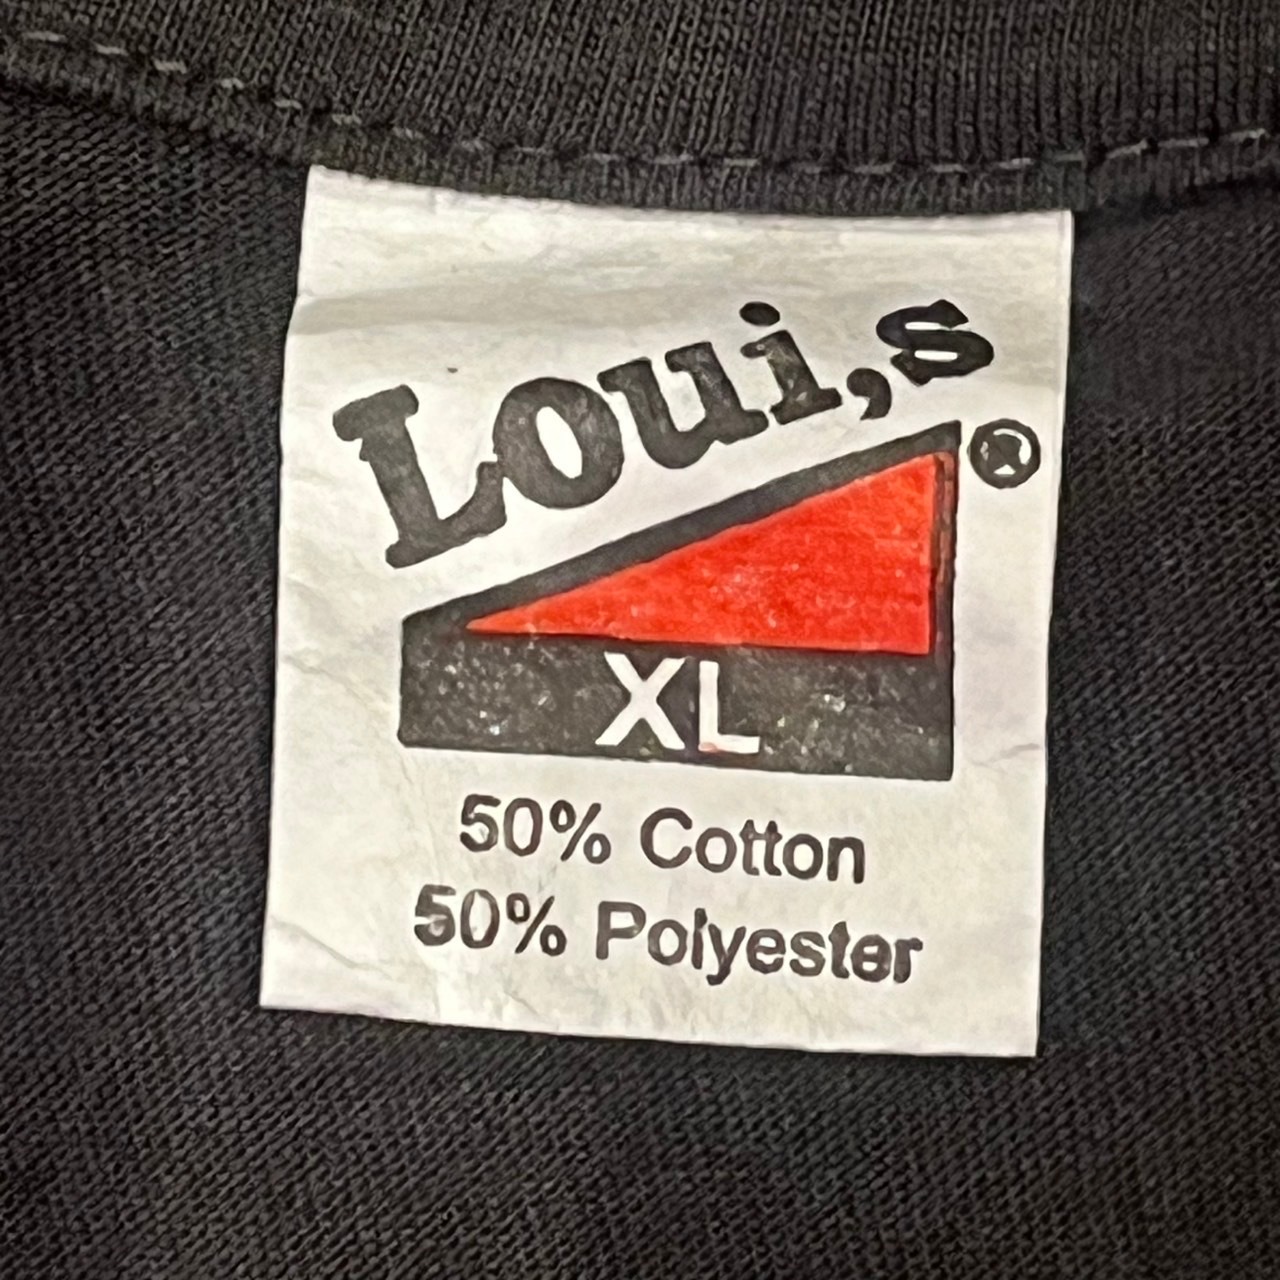 Loui,s
®
XL
50% Cotton
50% Polyester